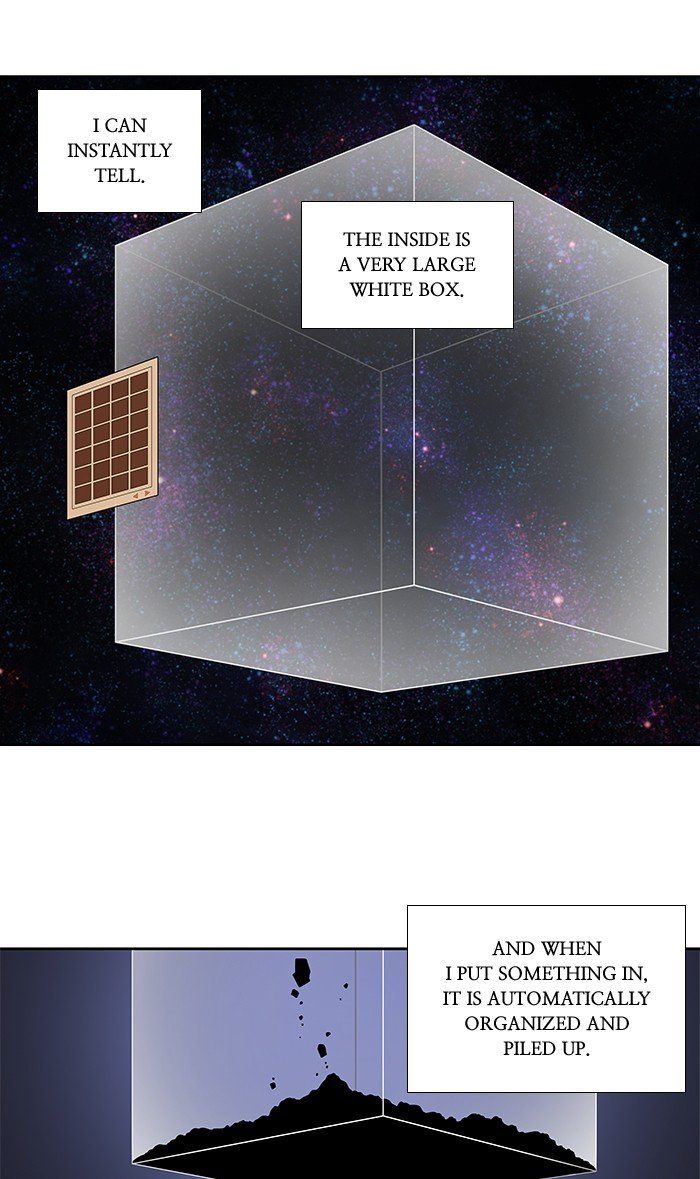 I CAN
INSTANTLY
TELL.
THE INSIDE IS
A VERY LARGE
WHITE BOX.
AND WHEN
I PUT SOMETHING IN,
IT IS AUTOMATICALLY
ORGANIZED AND
PILED UP.